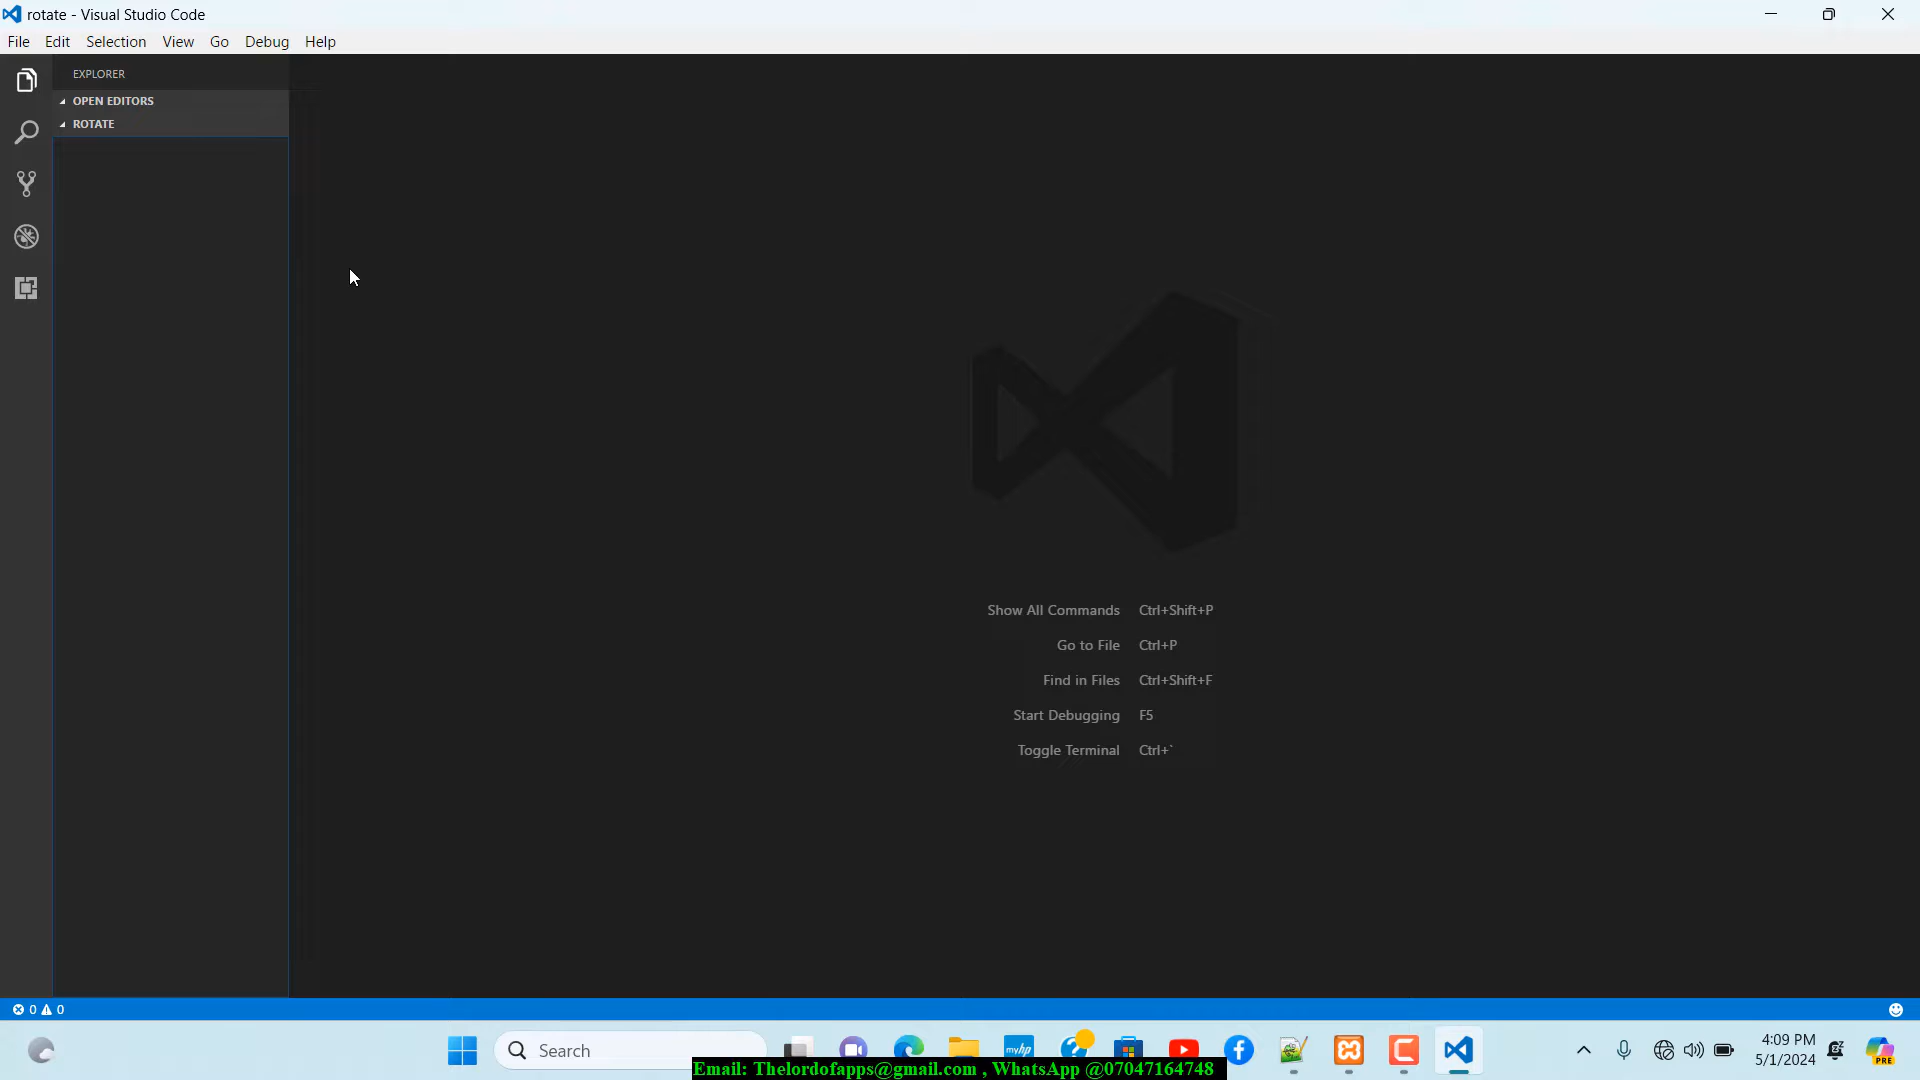 rotate - Visual Studio Code
File Edit Selection View Go Debug Help
EXPLORER
OPEN EDITORS
ROTATE
Show All Commands Ctrl+Shift+P
Go to File Ctrl+P
Find in Files Ctrl+Shift+F
Start Debugging F5
Toggle Terminal Ctrl+`
0 0
Search
myhp
4:09 PM
5/1/2024
PRE
Email: Thelordofapps@gmail.com , WhatsApp @07047164748